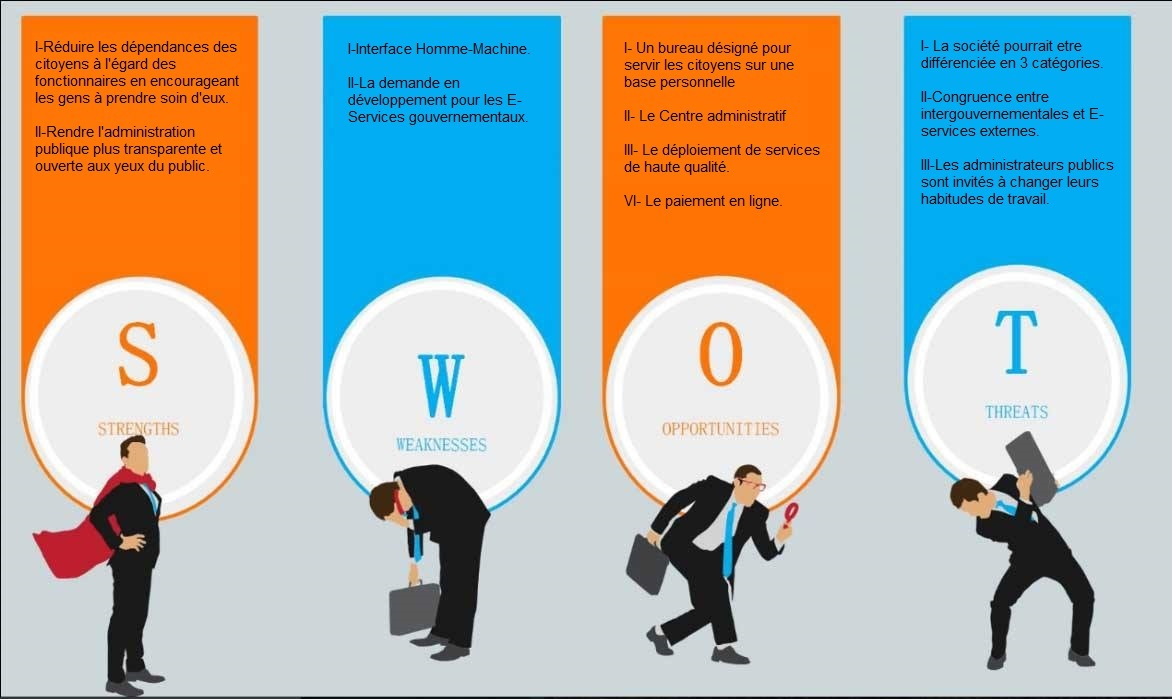 I-Réduire les dépendances des
citoyens à l'égard des
fonctionnaires en encourageant
les gens à prendre soin d'eux.
II-Rendre l'administration
publique plus transparente et
ouverte aux yeux du public.
S
STRENGTHS
I-Interface Homme-Machine.
II-La demande en
développement pour les E-
Services gouvernementaux.
W
WEAKNESSES
I- Un bureau désigné pour
servir les citoyens sur une
base personnelle
II- Le Centre administratif
III- Le déploiement de services
de haute qualité.
VI- Le paiement en ligne.
O
OPPORTUNITIES
I- La société pourrait etre
différenciée en 3 catégories.
II-Congruence entre
intergouvernementales et E-
services externes.
III-Les administrateurs publics
sont invités à changer leurs
habitudes de travail.
T
THREATS